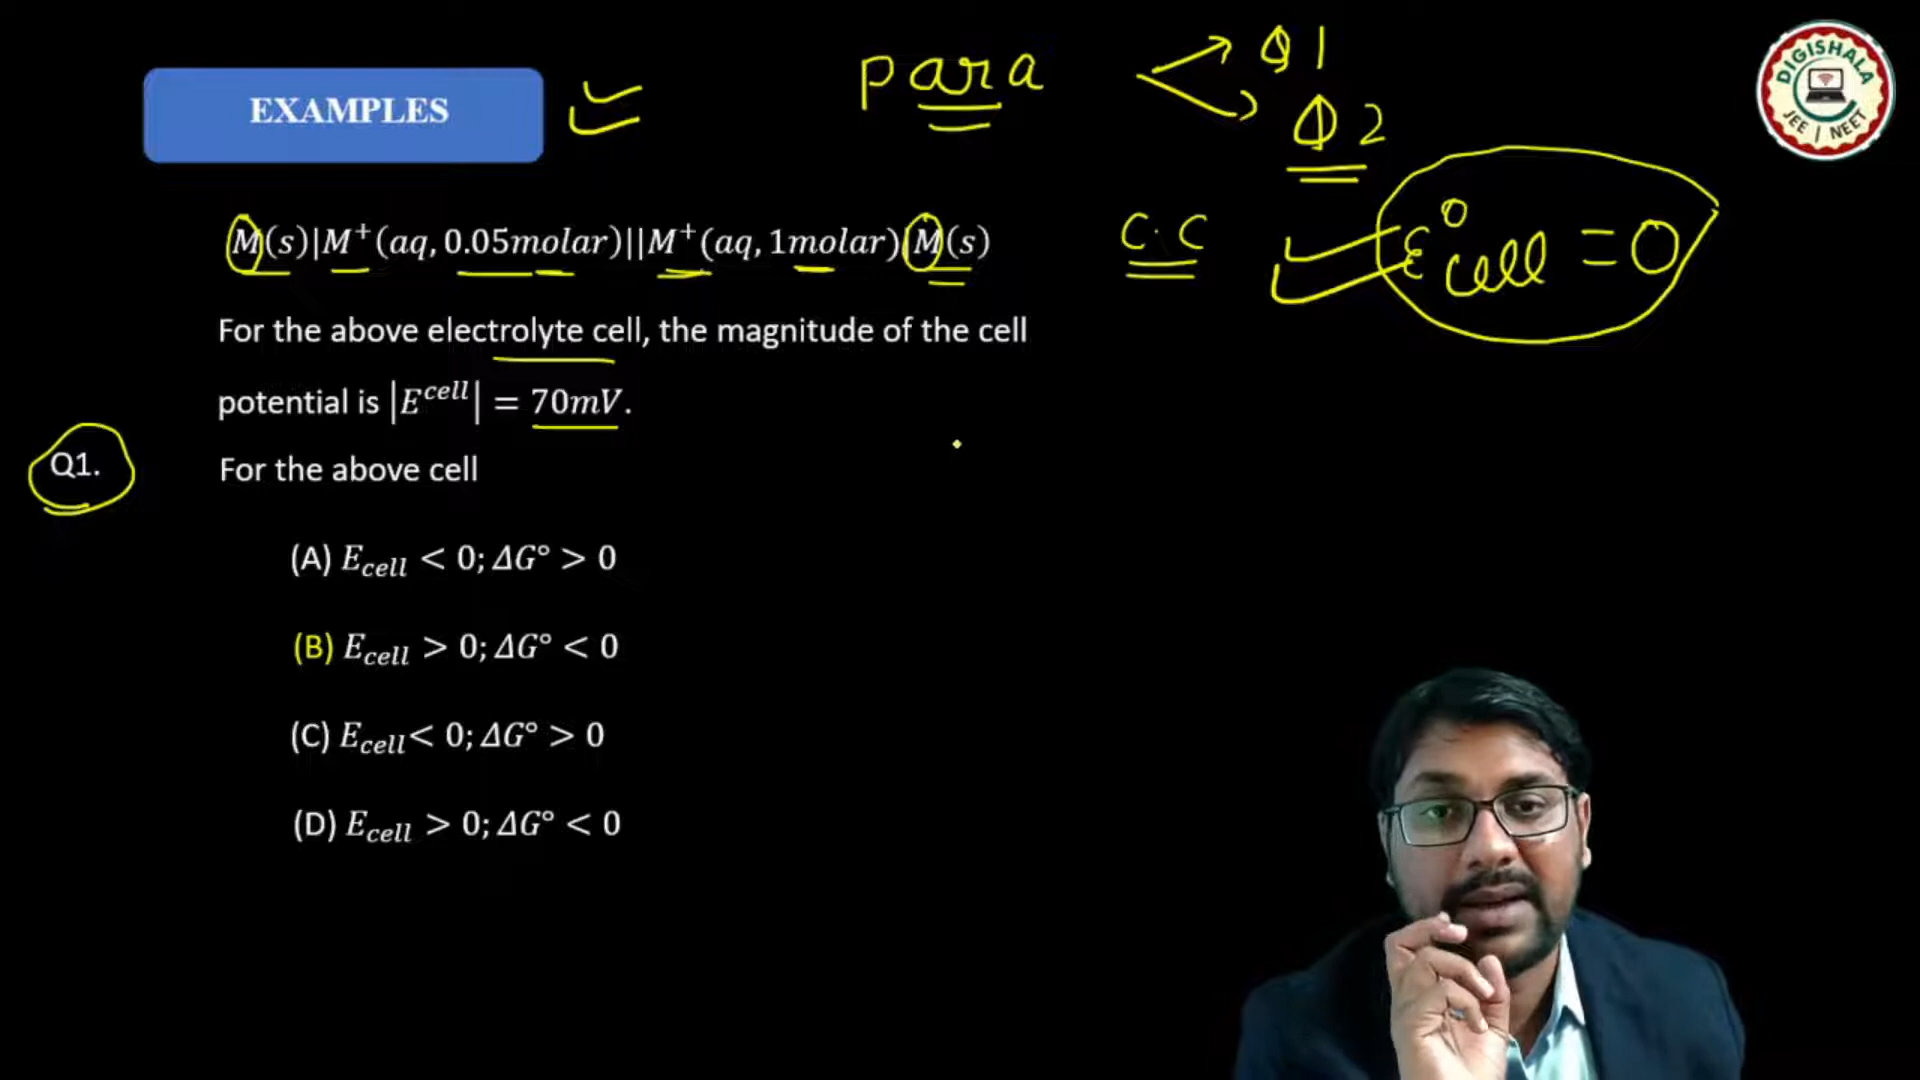 EXAMPLES
para
Q1
Q2
DIGISHALA
JEE | NEET
M(s)|M⁺(aq, 0.05molar)||M⁺(aq, 1molar)|M(s)
C.C
E°cell = 0
For the above electrolyte cell, the magnitude of the cell
potential is |E^cell| = 70mV.
Q1.
For the above cell
(A) E_cell < 0; ΔG° > 0
(B) E_cell > 0; ΔG° < 0
(C) E_cell< 0; ΔG° > 0
(D) E_cell > 0; ΔG° < 0